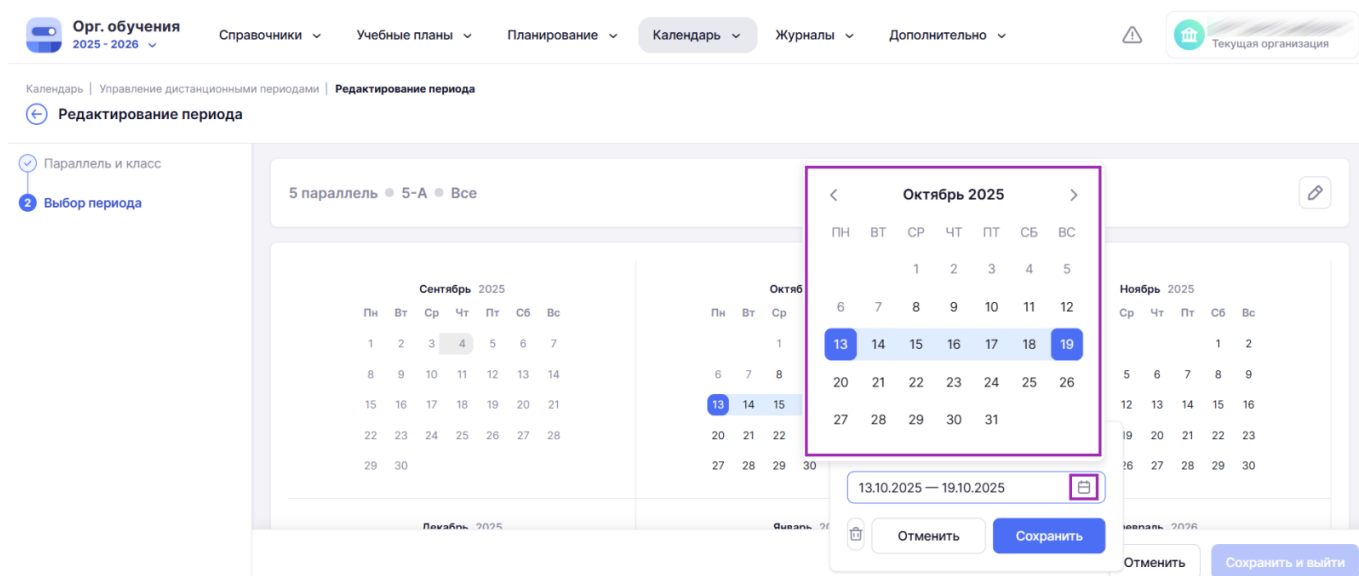 Орг. обучения
2025 - 2026
Справочники
Учебные планы
Планирование
Календарь
Журналы
Дополнительно
Текущая организация
Календарь | Управление дистанционными периодами | Редактирование периода
Редактирование периода
Параллель и класс
2 Выбор периода
5 параллель 5-А Все
Сентябрь 2025
Пн Вт Ср Чт Пт Сб Вс
1 2 3 4 5 6 7
8 9 10 11 12 13 14
15 16 17 18 19 20 21
22 23 24 25 26 27 28
29 30
Октяб
Пн Вт Ср
1
6 7 8
13 14 15
20 21 22
27 28 29 30
Октябрь 2025
ПН ВТ СР ЧТ ПТ СБ ВС
1 2 3 4 5
6 7 8 9 10 11 12
13 14 15 16 17 18 19
20 21 22 23 24 25 26
27 28 29 30 31
Ноябрь 2025
Ср Чт Пт Сб Вс
1 2
5 6 7 8 9
12 13 14 15 16
19 20 21 22 23
26 27 28 29 30
13.10.2025 — 19.10.2025
Отменить
Сохранить
Декабрь 2025
Январь 20
евраль 2026
Отменить
Сохранить и выйти